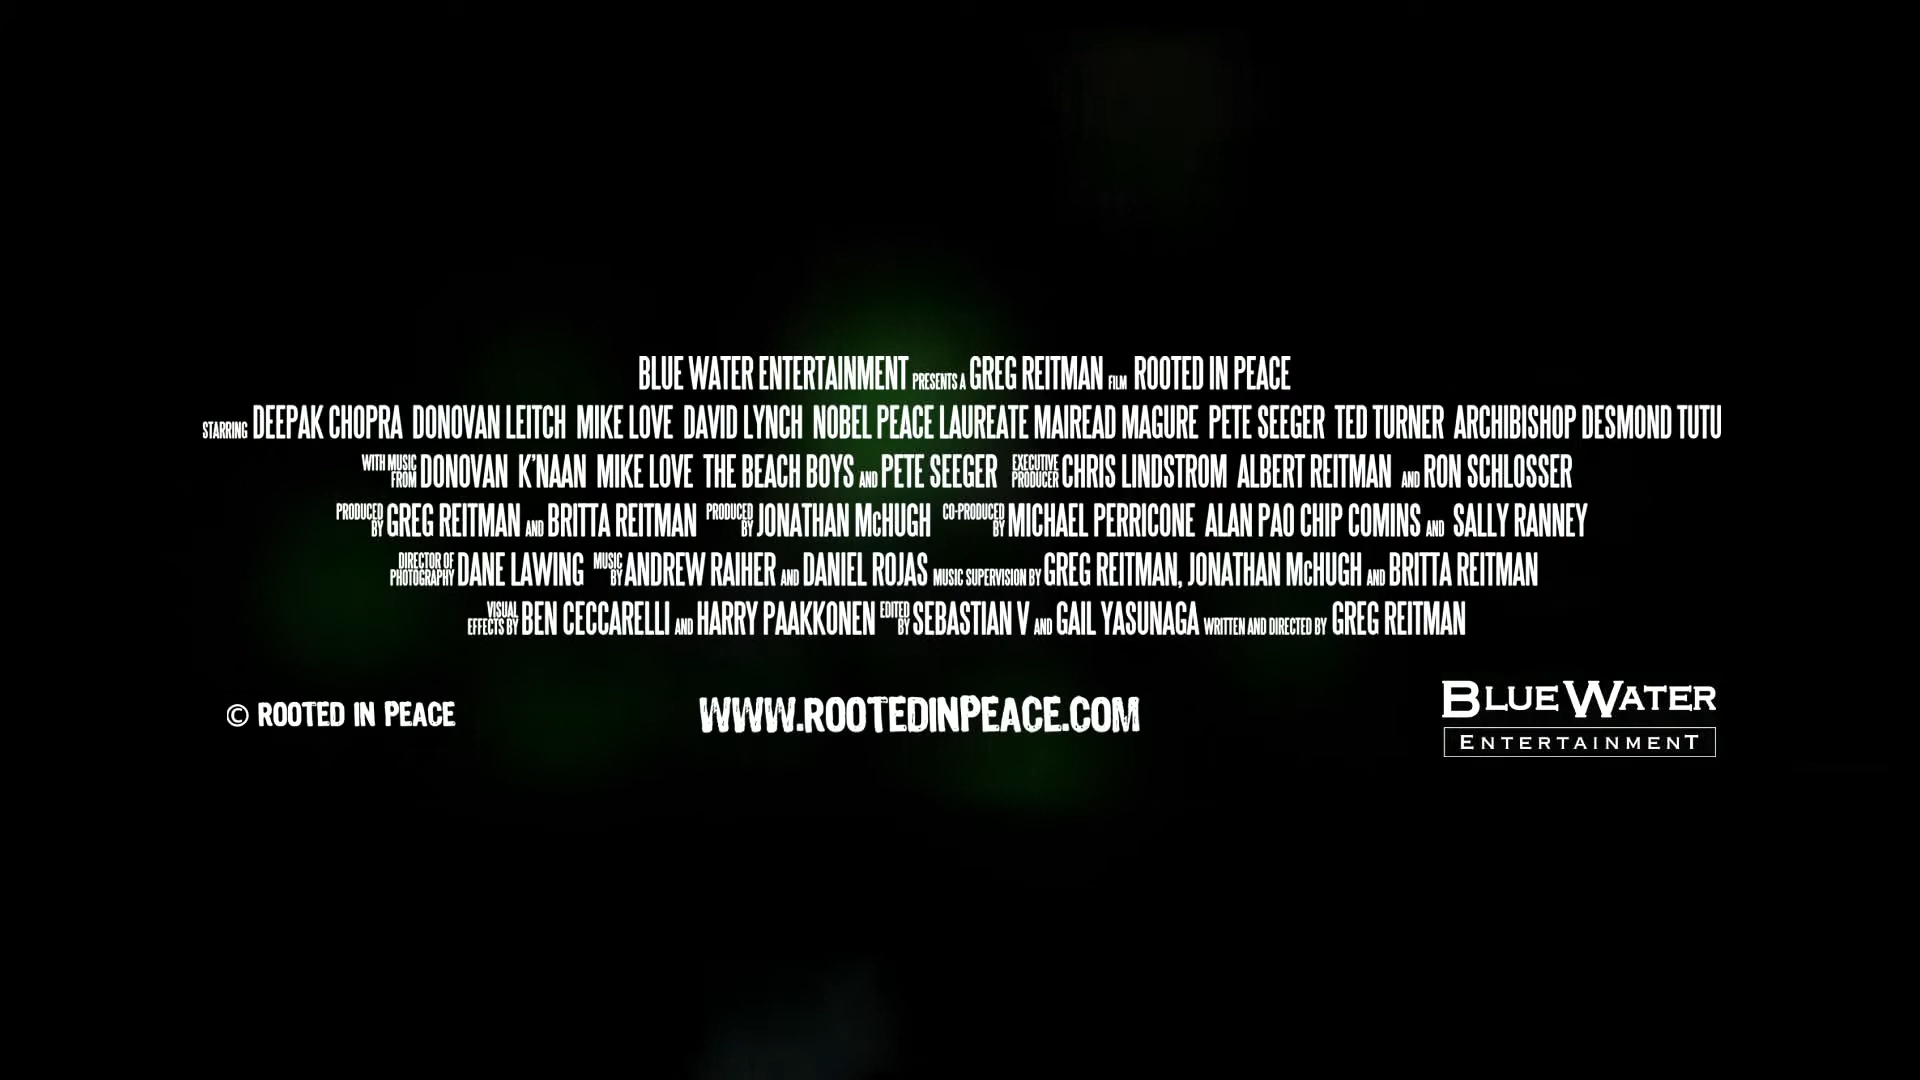 BLUE WATER ENTERTAINMENT PRESENTS A GREG REITMAN FILM ROOTED IN PEACE
STARRING DEEPAK CHOPRA DONOVAN LEITCH MIKE LOVE DAVID LYNCH NOBEL PEACE LAUREATE MAIREAD MAGURE PETE SEEGER TED TURNER ARCHBISHOP DESMOND TUTU
WITH MUSIC FROM DONOVAN K'NAAN MIKE LOVE THE BEACH BOYS AND PETE SEEGER EXECUTIVE PRODUCER CHRIS LINDSTROM ALBERT REITMAN AND RON SCHLOSSER
PRODUCED BY GREG REITMAN AND BRITTA REITMAN PRODUCED BY JONATHAN McHUGH CO-PRODUCED BY MICHAEL PERRICONE ALAN PAO CHIP COMINS AND SALLY RANNEY
DIRECTOR OF PHOTOGRAPHY DANE LAWING MUSIC BY ANDREW RAIHER AND DANIEL ROJAS MUSIC SUPERVISION BY GREG REITMAN, JONATHAN McHUGH AND BRITTA REITMAN
VISUAL EFFECTS BY BEN CECCARELLI AND HARRY PAAKKONEN EDITED BY SEBASTIAN V AND GAIL YASUNAGA WRITTEN AND DIRECTED BY GREG REITMAN
© ROOTED IN PEACE
WWW.ROOTEDINPEACE.COM
BLUEWATER
ENTERTAINMENT